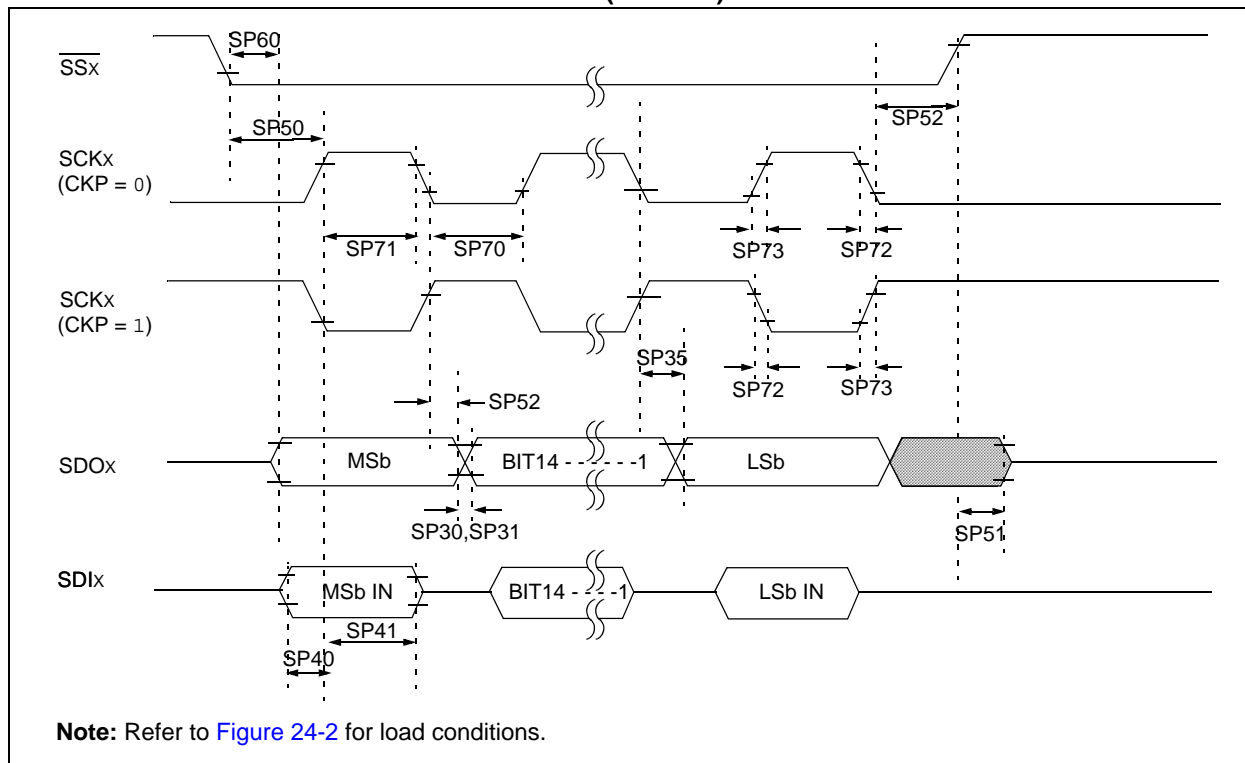 SP60
SSX
SP50
SP52
SCKX
(CKP = 0)
SP71
SP70
SP73
SP72
SCKX
(CKP = 1)
SP35
SP72
SP73
SP52
SDOX
MSb
BIT14 - - - - - -1
LSb
SP30,SP31
SP51
SDIX
MSb IN
BIT14 - - - -1
LSb IN
SP41
SP40
Note: Refer to Figure 24-2 for load conditions.